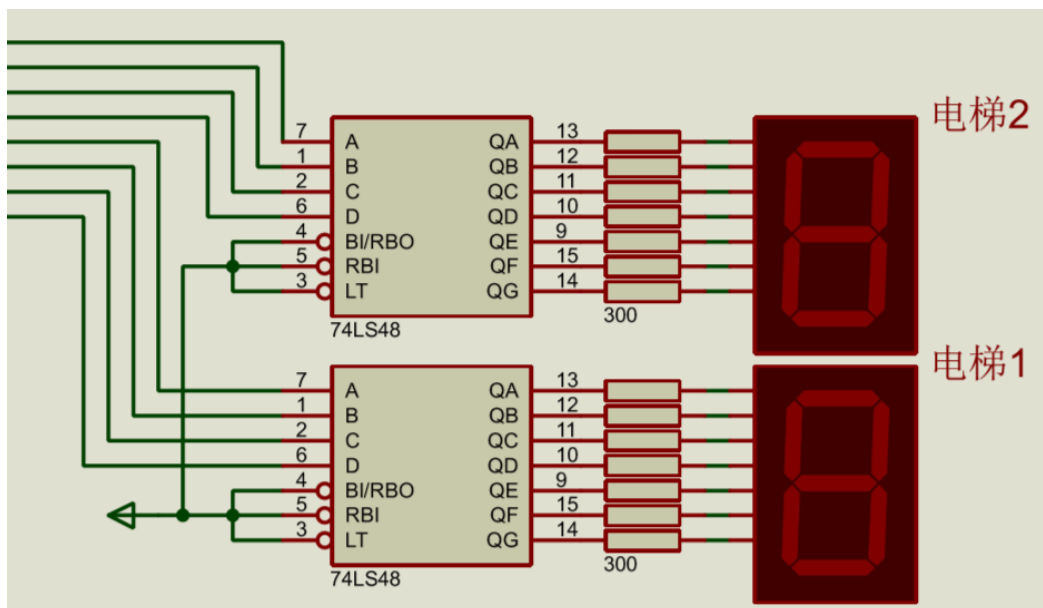 电梯2
7 A QA 13
1 B QB 12
2 C QC 11
6 D QD 10
4 BI/RBO QE 9
5 RBI QF 15
3 LT QG 14
74LS48
300
电梯1
7 A QA 13
1 B QB 12
2 C QC 11
6 D QD 10
4 BI/RBO QE 9
5 RBI QF 15
3 LT QG 14
74LS48
300